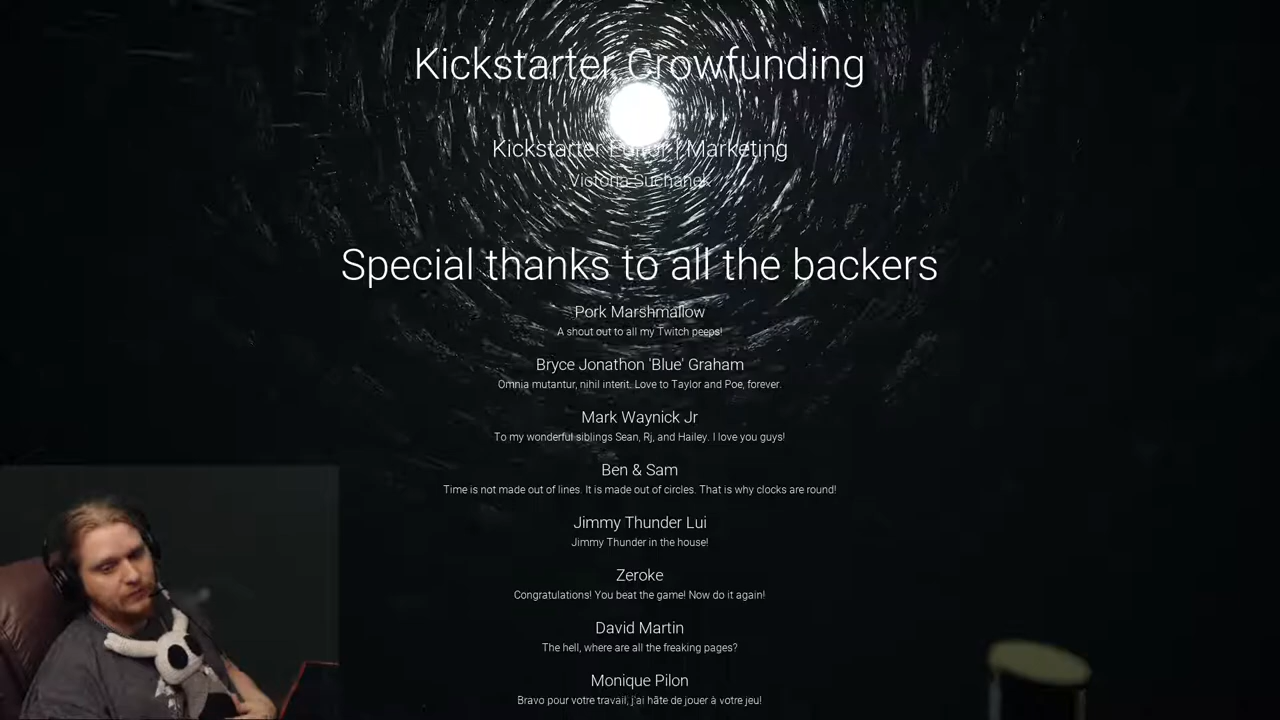 Kickstarter Crowfunding
Kickstarter Editor | Marketing
Victoria Suchanek
Special thanks to all the backers
Pork Marshmallow
A shout out to all my Twitch peeps!
Bryce Jonathon 'Blue' Graham
Omnia mutantur, nihil interit. Love to Taylor and Poe, forever.
Mark Waynick Jr
To my wonderful siblings Sean, Rj, and Hailey. I love you guys!
Ben & Sam
Time is not made out of lines. It is made out of circles. That is why clocks are round!
Jimmy Thunder Lui
Jimmy Thunder in the house!
Zeroke
Congratulations! You beat the game! Now do it again!
David Martin
The hell, where are all the freaking pages?
Monique Pilon
Bravo pour votre travail, j'ai hâte de jouer à votre jeu!